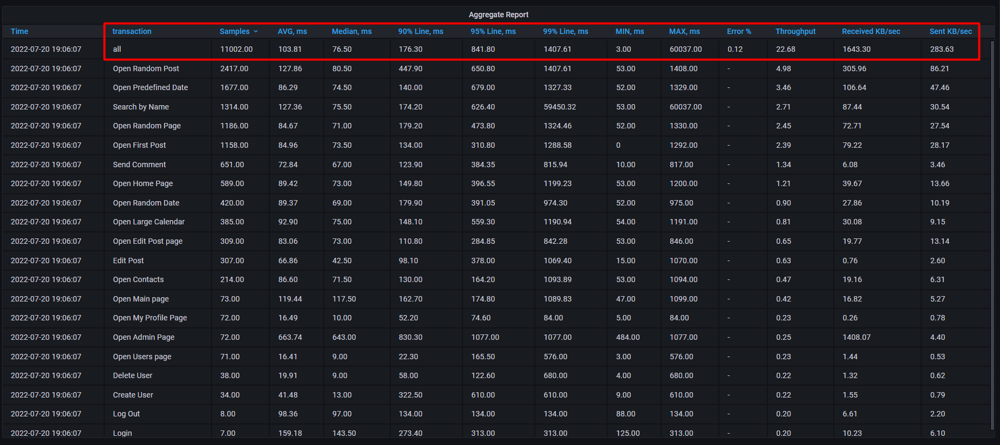 Aggregate Report
Time transaction Samples AVG, ms Median, ms 90% Line, ms 95% Line, ms 99% Line, ms MIN, ms MAX, ms Error % Throughput Received KB/sec Sent KB/sec
2022-07-20 19:06:07 all 11002.00 103.81 76.50 176.30 841.80 1407.61 3.00 60037.00 0.12 22.68 1643.30 283.63
2022-07-20 19:06:07 Open Random Post 2417.00 127.86 80.50 447.90 650.80 1407.61 53.00 1408.00 - 4.98 305.96 86.21
2022-07-20 19:06:07 Open Predefined Date 1677.00 86.29 74.50 140.00 679.00 1327.33 52.00 1329.00 - 3.46 106.64 47.46
2022-07-20 19:06:07 Search by Name 1314.00 127.36 75.50 174.20 626.40 59450.32 53.00 60037.00 - 2.71 87.44 30.54
2022-07-20 19:06:07 Open Random Page 1186.00 84.67 71.00 179.20 473.80 1324.46 52.00 1330.00 - 2.45 72.71 27.54
2022-07-20 19:06:07 Open First Post 1158.00 84.96 73.50 134.00 310.80 1288.58 0 1292.00 - 2.39 79.22 28.17
2022-07-20 19:06:07 Send Comment 651.00 72.84 67.00 123.90 384.35 815.94 10.00 817.00 - 1.34 6.08 3.46
2022-07-20 19:06:07 Open Home Page 589.00 89.42 73.00 149.80 396.55 1199.23 53.00 1200.00 - 1.21 39.67 13.66
2022-07-20 19:06:07 Open Random Date 420.00 89.37 69.00 179.90 391.05 974.30 52.00 975.00 - 0.90 27.86 10.19
2022-07-20 19:06:07 Open Large Calendar 385.00 92.90 75.00 148.10 559.30 1190.94 54.00 1191.00 - 0.81 30.08 9.15
2022-07-20 19:06:07 Open Edit Post page 309.00 83.06 73.00 110.80 284.85 842.28 53.00 846.00 - 0.65 19.77 13.14
2022-07-20 19:06:07 Edit Post 307.00 66.86 42.50 98.10 378.00 1069.40 15.00 1070.00 - 0.63 0.76 2.60
2022-07-20 19:06:07 Open Contacts 214.00 86.60 71.50 130.00 164.20 1093.89 53.00 1094.00 - 0.47 19.16 6.31
2022-07-20 19:06:07 Open Main page 73.00 119.44 117.50 162.70 174.80 1089.83 47.00 1099.00 - 0.42 16.82 5.27
2022-07-20 19:06:07 Open My Profile Page 72.00 16.49 10.00 52.20 74.60 84.00 5.00 84.00 - 0.23 0.26 0.78
2022-07-20 19:06:07 Open Admin Page 72.00 663.74 643.00 830.30 1077.00 1077.00 484.00 1077.00 - 0.25 1408.07 4.40
2022-07-20 19:06:07 Open Users page 71.00 16.41 9.00 22.30 165.50 576.00 3.00 576.00 - 0.23 1.44 0.53
2022-07-20 19:06:07 Delete User 38.00 19.91 9.00 58.00 122.60 680.00 4.00 680.00 - 0.22 1.32 0.62
2022-07-20 19:06:07 Create User 34.00 41.48 13.00 322.50 610.00 610.00 9.00 610.00 - 0.22 1.55 0.79
2022-07-20 19:06:07 Log Out 8.00 98.36 97.00 134.00 134.00 134.00 88.00 134.00 - 0.20 6.61 2.20
2022-07-20 19:06:07 Login 7.00 159.18 143.50 273.40 313.00 313.00 125.00 313.00 - 0.20 10.23 6.10